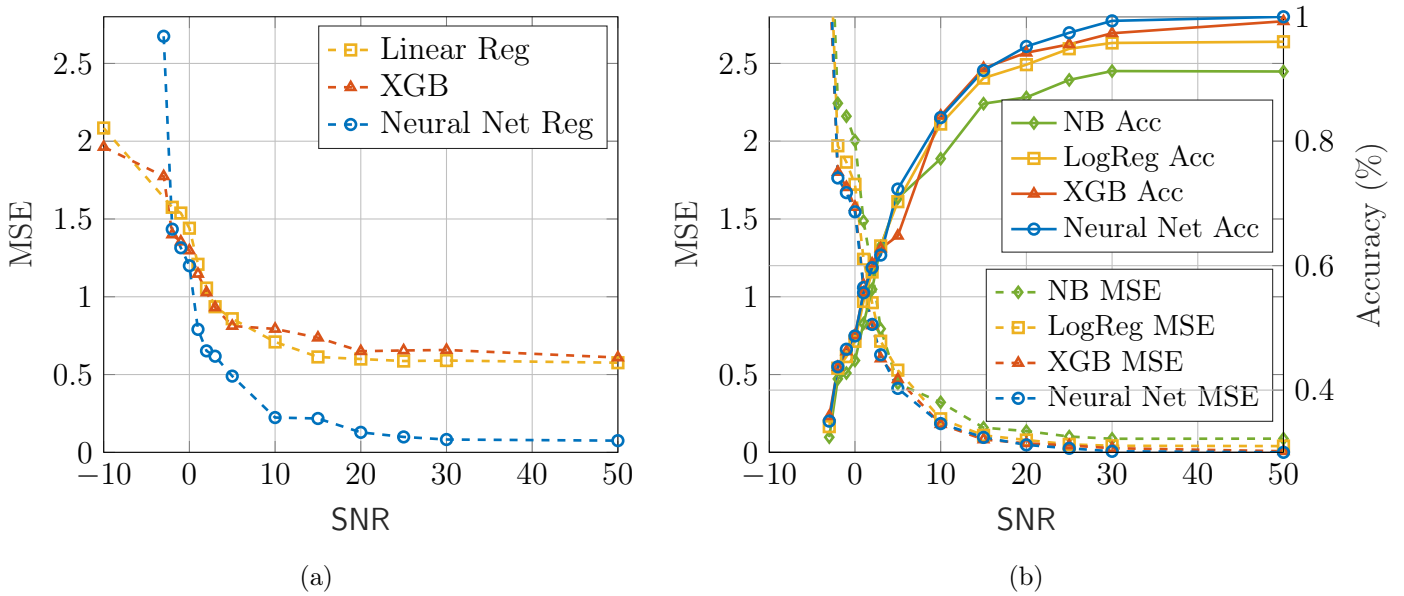 2.5
2
1.5
1
0.5
0
MSE
−10 0 10 20 30 40 50
SNR
Linear Reg
XGB
Neural Net Reg
(a)
2.5
2
1.5
1
0.5
0
MSE
−10 0 10 20 30 40 50
SNR
1
0.8
0.6
0.4
Accuracy (%)
NB Acc
LogReg Acc
XGB Acc
Neural Net Acc
NB MSE
LogReg MSE
XGB MSE
Neural Net MSE
(b)